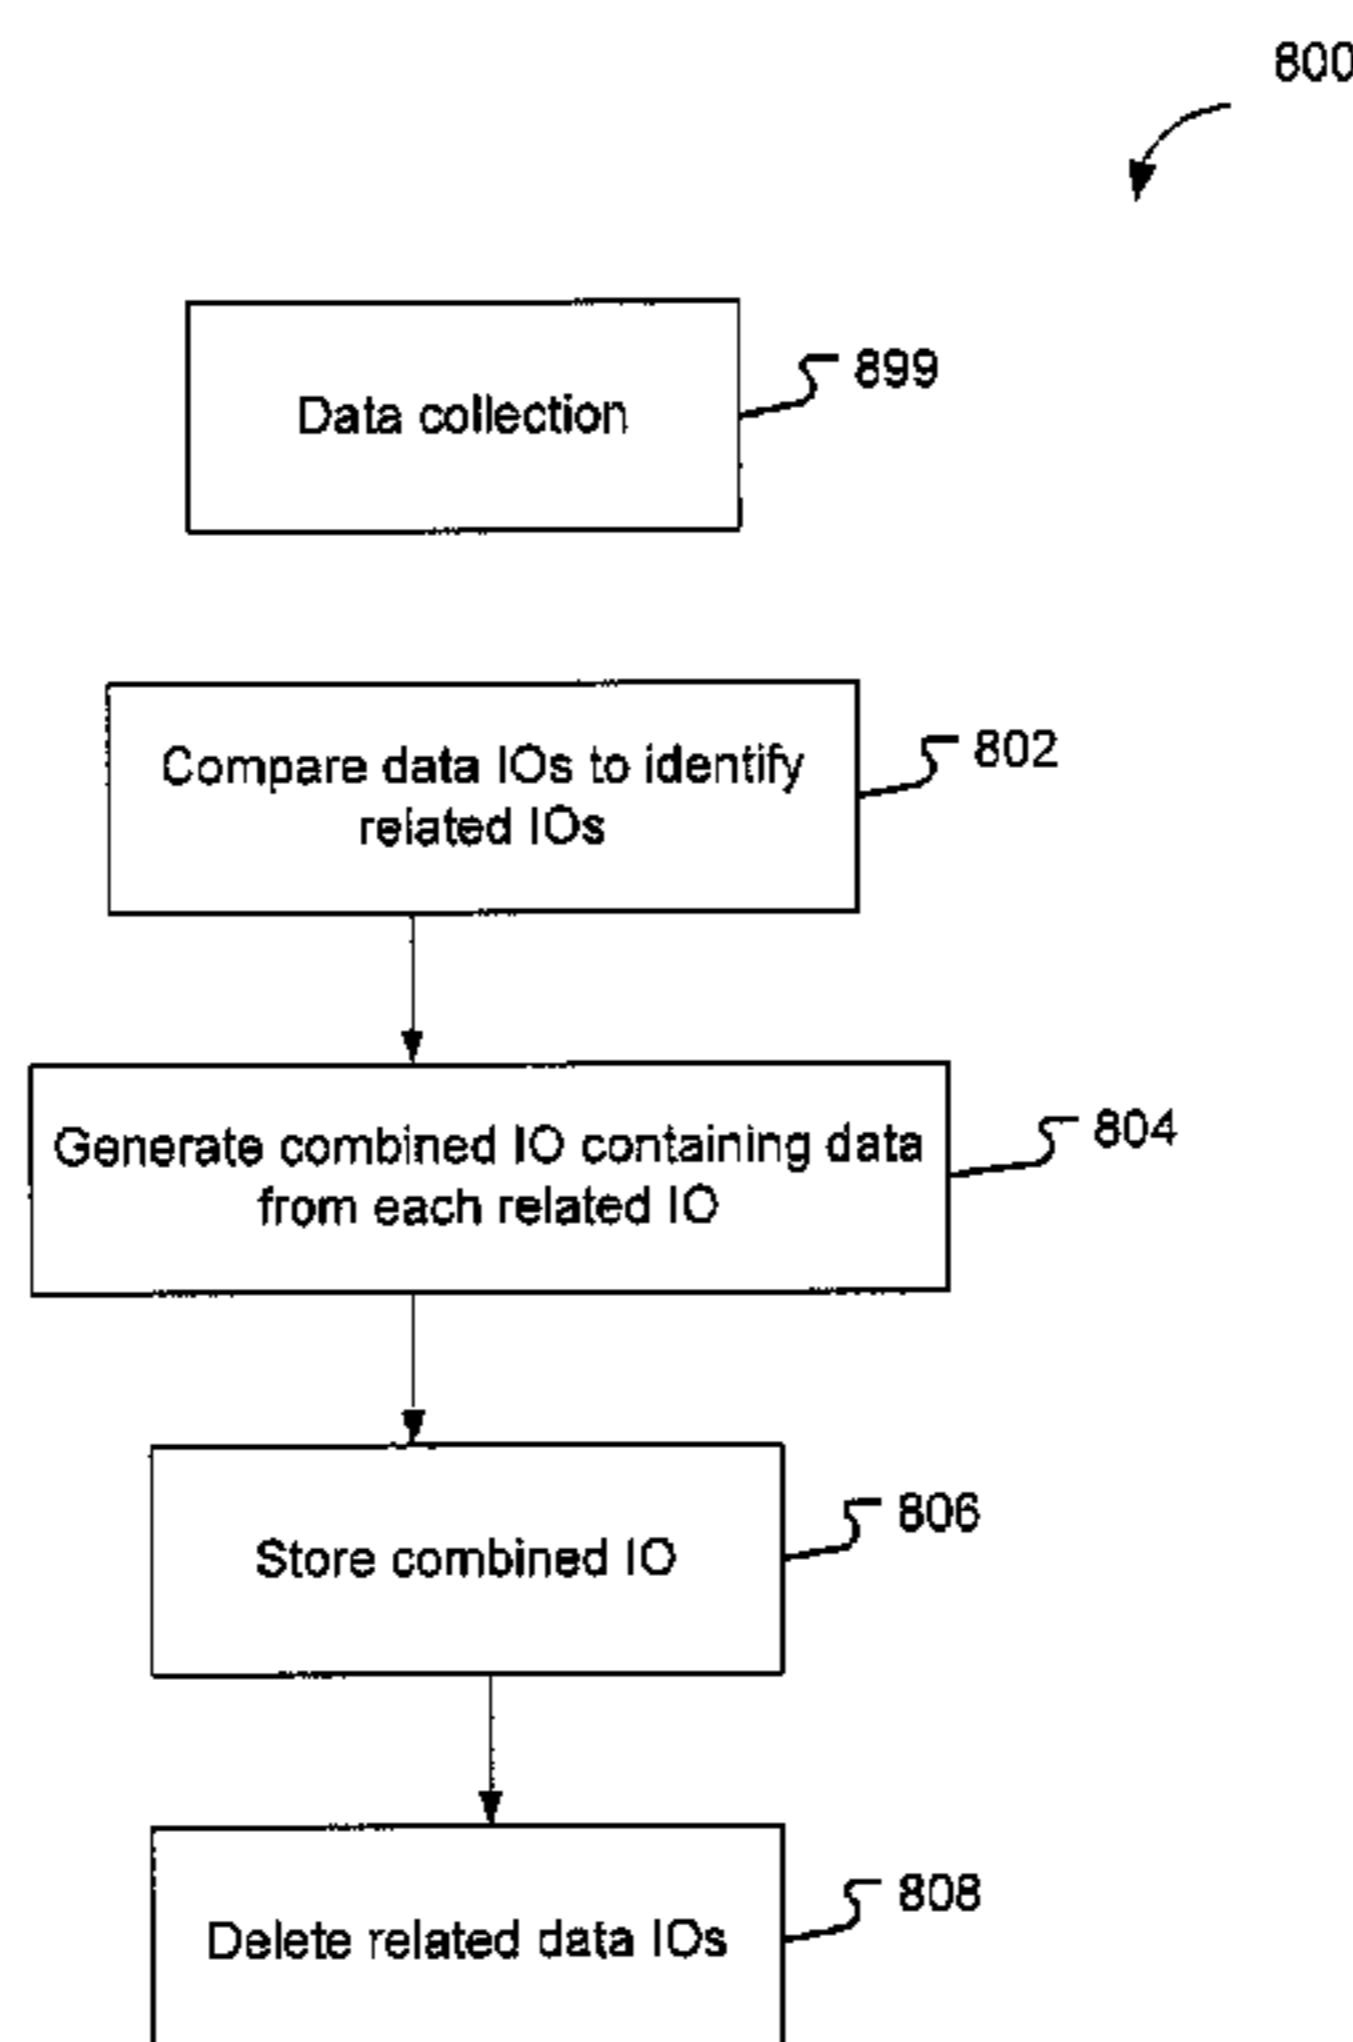 800
Data collection
899
Compare data IOs to identify
related IOs
802
Generate combined IO containing data
from each related IO
804
Store combined IO
806
Delete related data IOs
808